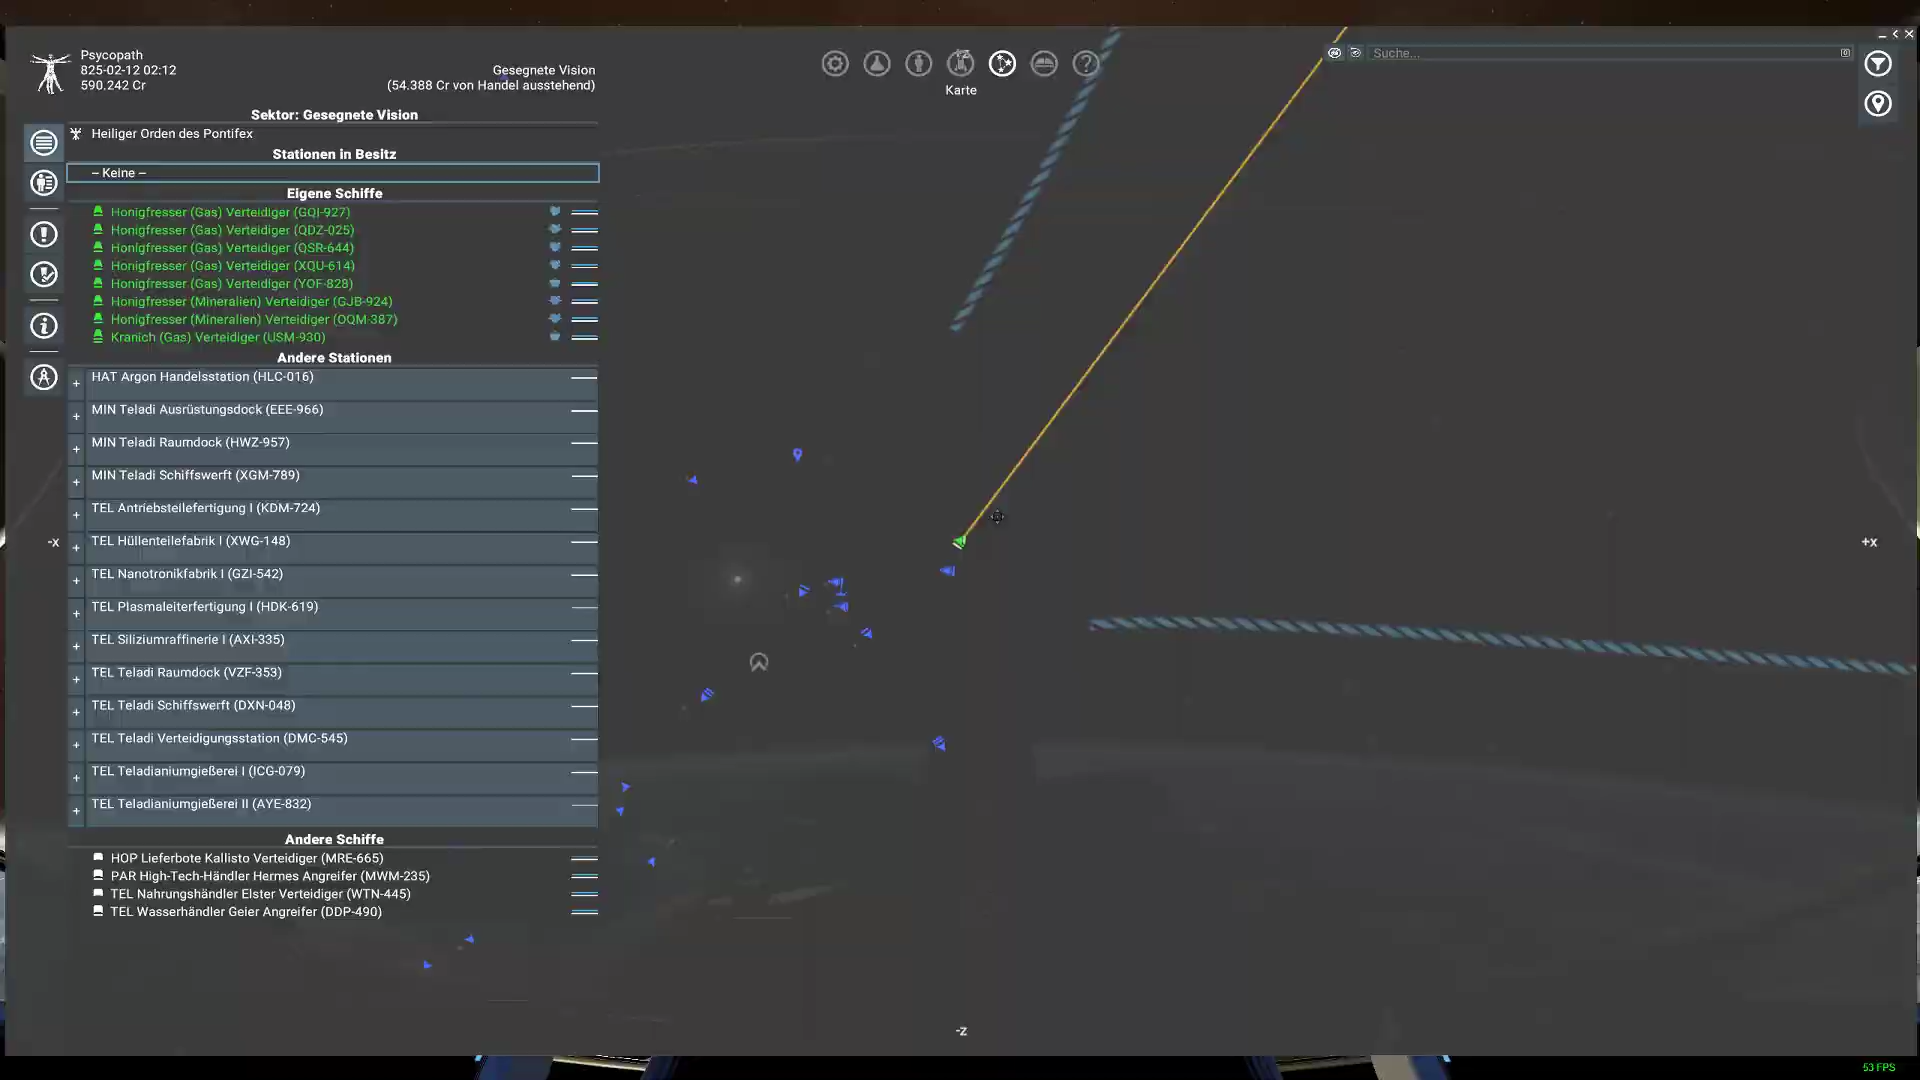 Psycopath
825-02-12 02:12
590.242 Cr
Gesegnete Vision
(54.388 Cr von Handel ausstehend)
Karte
Suche...
Sektor: Gesegnete Vision
Heiliger Orden des Pontifex
Stationen in Besitz
– Keine –
Eigene Schiffe
Honigfresser (Gas) Verteidiger (GQI-927)
Honigfresser (Gas) Verteidiger (QDZ-025)
Honigfresser (Gas) Verteidiger (QSR-644)
Honigfresser (Gas) Verteidiger (XQU-614)
Honigfresser (Gas) Verteidiger (YOF-828)
Honigfresser (Mineralien) Verteidiger (GJB-924)
Honigfresser (Mineralien) Verteidiger (OQM-387)
Kranich (Gas) Verteidiger (USM-930)
Andere Stationen
+ HAT Argon Handelsstation (HLC-016)
+ MIN Teladi Ausrüstungsdock (EEE-966)
+ MIN Teladi Raumdock (HWZ-957)
+ MIN Teladi Schiffswerft (XGM-789)
+ TEL Antriebsteilefertigung I (KDM-724)
+ TEL Hüllenteilefabrik I (XWG-148)
+ TEL Nanotronikfabrik I (GZI-542)
+ TEL Plasmaleiterfertigung I (HDK-619)
+ TEL Siliziumraffinerie I (AXI-335)
+ TEL Teladi Raumdock (VZF-353)
+ TEL Teladi Schiffswerft (DXN-048)
+ TEL Teladi Verteidigungsstation (DMC-545)
+ TEL Teladianiumgießerei I (ICG-079)
+ TEL Teladianiumgießerei II (AYE-832)
Andere Schiffe
HOP Lieferbote Kallisto Verteidiger (MRE-665)
PAR High-Tech-Händler Hermes Angreifer (MWM-235)
TEL Nahrungshändler Elster Verteidiger (WTN-445)
TEL Wasserhändler Geier Angreifer (DDP-490)
-x
+x
-z
53 FPS